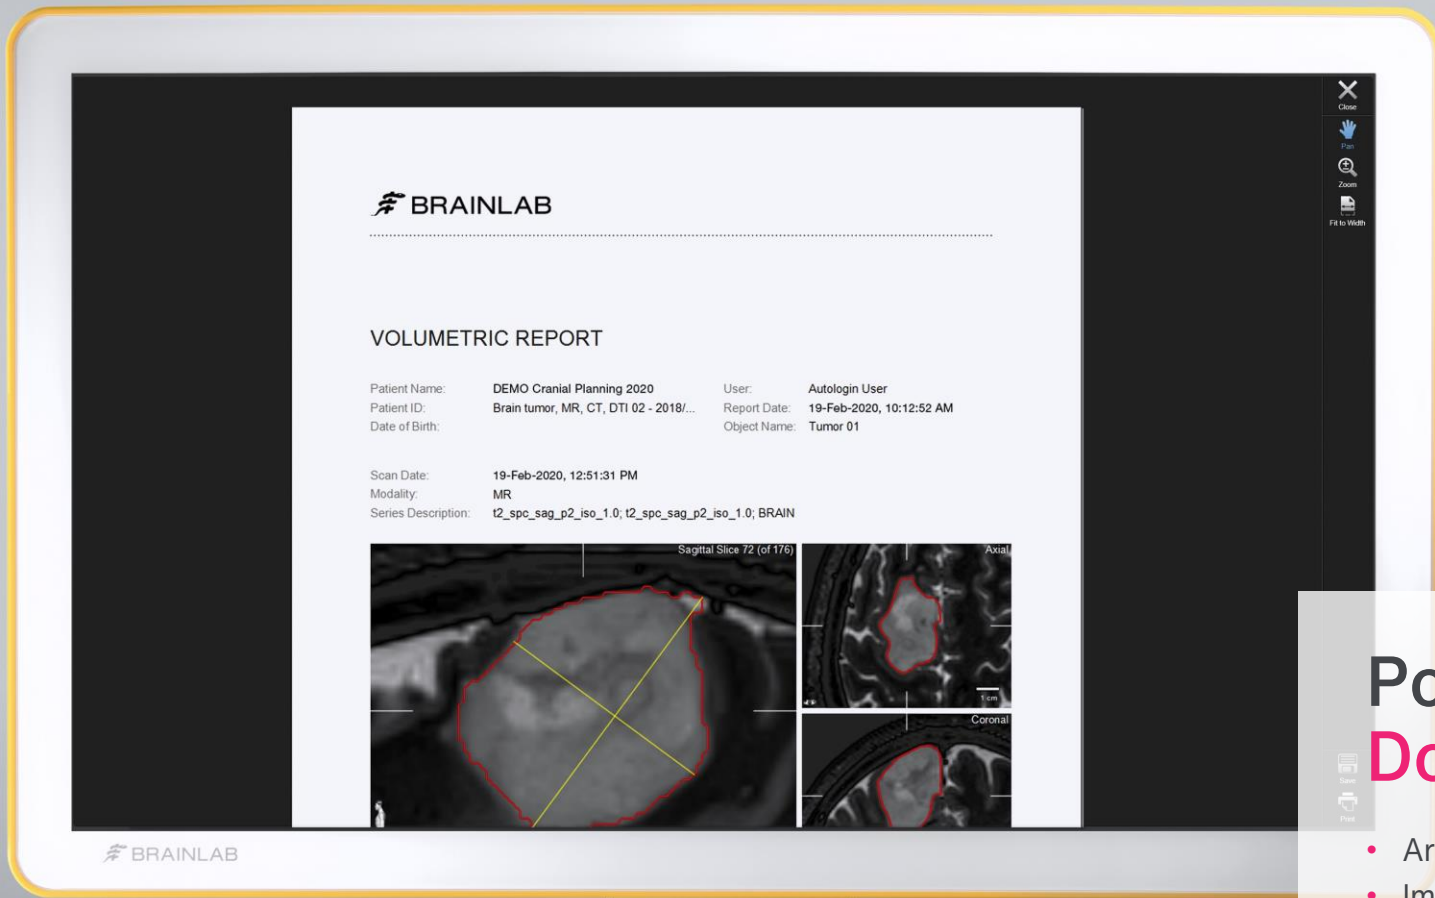 BRAINLAB
VOLUMETRIC REPORT
Patient Name: DEMO Cranial Planning 2020 User: Autologin User
Patient ID: Brain tumor, MR, CT, DTI 02 - 2018/... Report Date: 19-Feb-2020, 10:12:52 AM
Date of Birth: Object Name: Tumor 01
Scan Date: 19-Feb-2020, 12:51:31 PM
Modality: MR
Series Description: t2_spc_sag_p2_iso_1.0; t2_spc_sag_p2_iso_1.0; BRAIN
Sagittal Slice 72 (of 176)
Axial
1 cm
Coronal
Close
Pan
Zoom
Fit to Width
Save
Print
Po
Do
• Ar
• Im
BRAINLAB